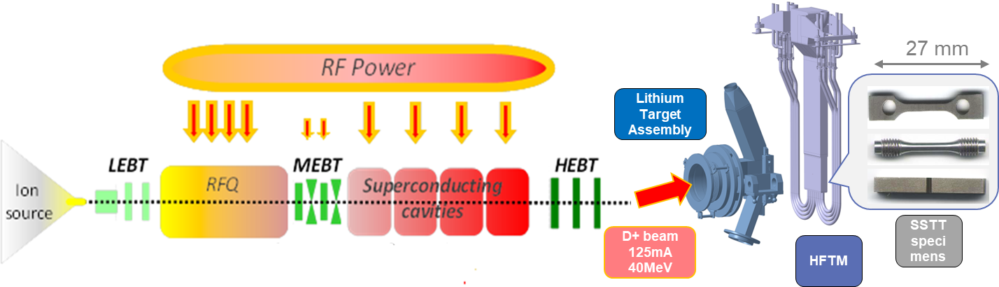 RF Power
27 mm
Lithium
Target
Assembly
LEBT
MEBT
HEBT
Ion
source
RFQ
Superconducting
cavities
D+ beam
125mA
40MeV
HFTM
SSTT
speci
mens